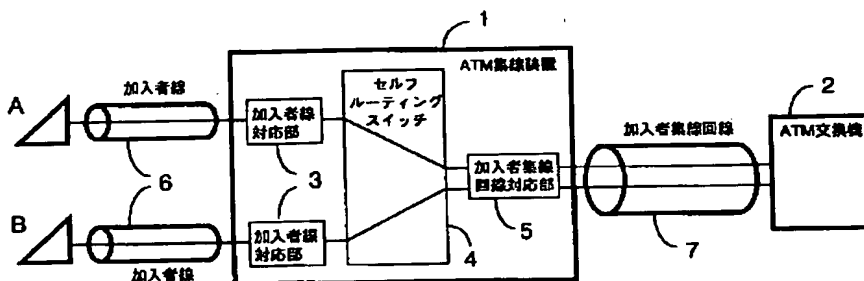 1
ATM集線装置
2
ATM交換機
A
加入者線
6
加入者線
対応部
3
セルフ
ルーティング
スイッチ
加入者集線
回線対応部
5
4
加入者集線回線
7
B
加入者線
加入者線
対応部